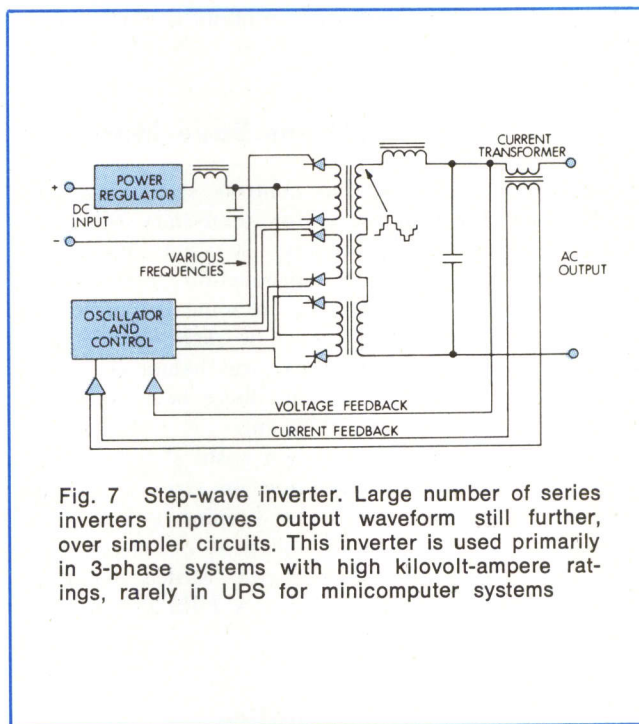 CURRENT
TRANSFORMER
POWER
REGULATOR
+
DC
INPUT
–
VARIOUS
FREQUENCIES
AC
OUTPUT
OSCILLATOR
AND
CONTROL
VOLTAGE FEEDBACK
CURRENT FEEDBACK
Fig. 7 Step-wave inverter. Large number of series
inverters improves output waveform still further,
over simpler circuits. This inverter is used primarily
in 3-phase systems with high kilovolt-ampere rat-
ings, rarely in UPS for minicomputer systems